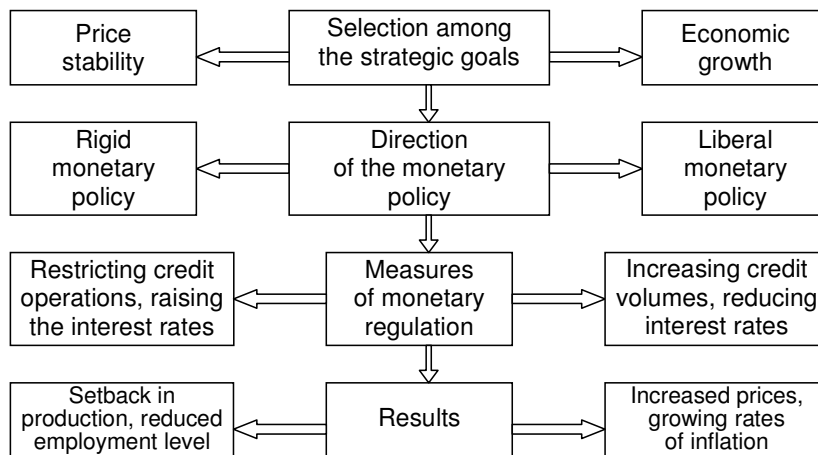 Price
stability
Selection among
the strategic goals
Economic
growth
Rigid
monetary
policy
Direction
of the monetary
policy
Liberal
monetary
policy
Restricting credit
operations, raising
the interest rates
Measures
of monetary
regulation
Increasing credit
volumes, reducing
interest rates
Setback in
production, reduced
employment level
Results
Increased prices,
growing rates
of inflation